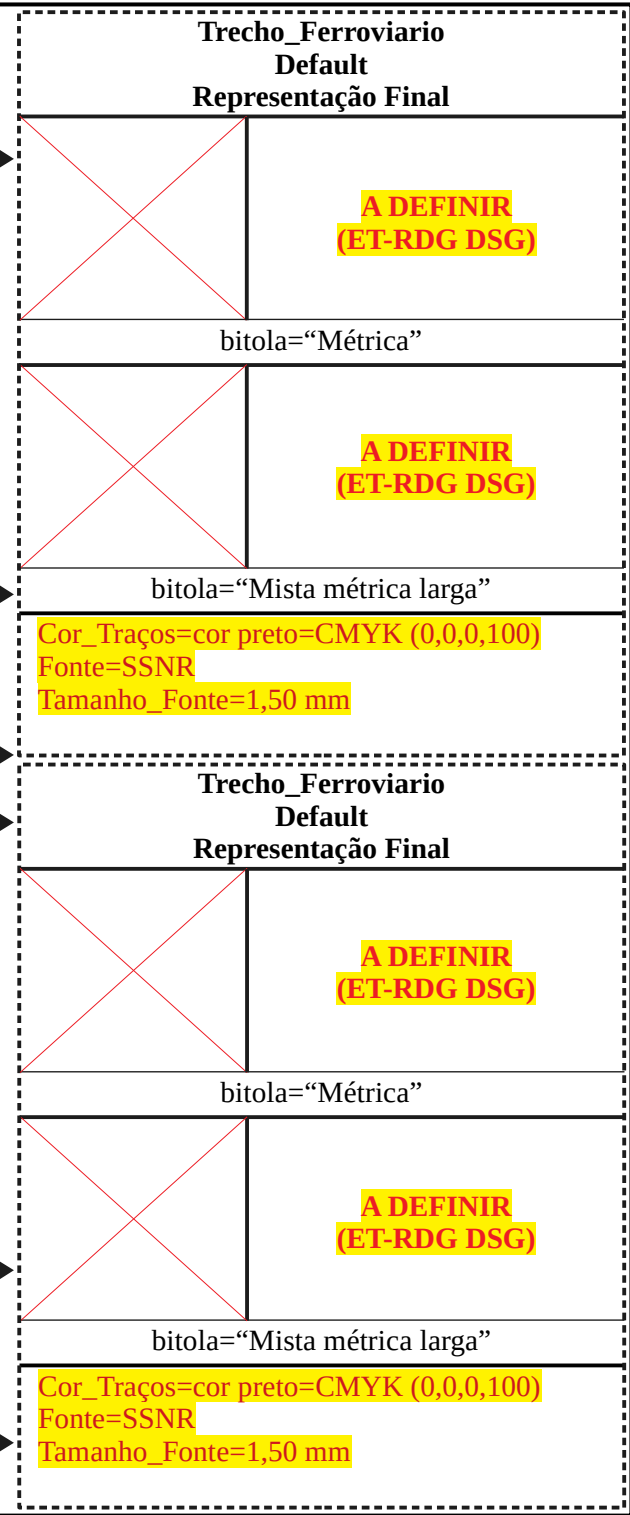 Trecho_Ferroviario
Default
Representação Final
A DEFINIR
(ET-RDG DSG)
bitola=“Métrica”
A DEFINIR
(ET-RDG DSG)
bitola=“Mista métrica larga”
Cor_Traços=cor preto=CMYK (0,0,0,100)
Fonte=SSNR
Tamanho_Fonte=1,50 mm
Trecho_Ferroviario
Default
Representação Final
A DEFINIR
(ET-RDG DSG)
bitola=“Métrica”
A DEFINIR
(ET-RDG DSG)
bitola=“Mista métrica larga”
Cor_Traços=cor preto=CMYK (0,0,0,100)
Fonte=SSNR
Tamanho_Fonte=1,50 mm